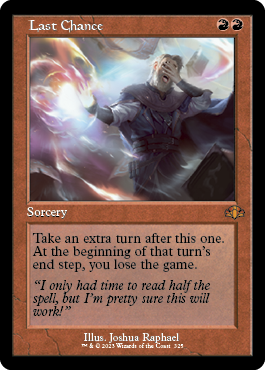 Last Chance
Sorcery
Take an extra turn after this one.
At the beginning of that turn's
end step, you lose the game.
“I only had time to read half the
spell, but I’m pretty sure this will
work!”
Illus. Joshua Raphael
™ & © 2023 Wizards of the Coast 325